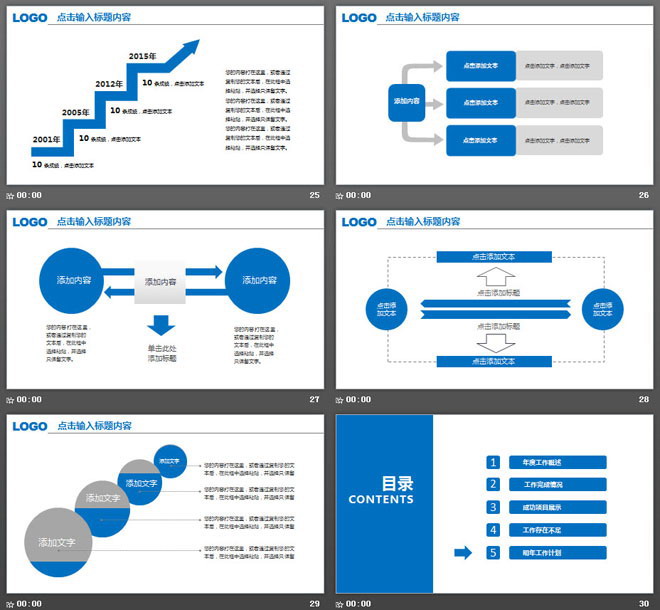 LOGO 点击输入标题内容
2015年
10 条成绩，点击添加文本
2012年
10 条成绩，点击添加文本
2005年
10 条成绩，点击添加文本
2001年
10 条成绩，点击添加文本
您的内容打在这里，或者通过
复制您的文本后，在此框中选
择粘贴，并选择只保留文字。
您的内容打在这里，或者通过
复制您的文本后，在此框中选
择粘贴，并选择只保留文字。
您的内容打在这里，或者通过
复制您的文本后，在此框中选
择粘贴，并选择只保留文字。
00:00
25
LOGO 点击输入标题内容
添加内容
点击添加文字
点击添加文字，点击添加文字
点击添加文字
点击添加文字，点击添加文字
点击添加文字
点击添加文字，点击添加文字
00:00
26
LOGO 点击输入标题内容
添加内容
添加内容
添加内容
您的内容打在这里，
或者通过复制您的
文本后，在此框中
选择粘贴，并选择
只保留文字。
单击此处
添加标题
您的内容打在这里，
或者通过复制您的
文本后，在此框中
选择粘贴，并选择
只保留文字。
00:00
27
LOGO 点击输入标题内容
点击添加文本
点击添加标题
点击添
加文本
点击添
加文本
点击添加标题
点击添加文本
00:00
28
LOGO 点击输入标题内容
添加文字
您的内容打在这里，或者通过复制您的文
本后，在此框中选择粘贴，并选择只保留
添加文字
您的内容打在这里，或者通过复制您的文
本后，在此框中选择粘贴，并选择只保留
添加文字
您的内容打在这里，或者通过复制您的文
本后，在此框中选择粘贴，并选择只保留
添加文字
您的内容打在这里，或者通过复制您的文
本后，在此框中选择粘贴，并选择只保留
00:00
29
目录
CONTENTS
1 年度工作概述
2 工作完成情况
3 成功项目展示
4 工作存在不足
5 明年工作计划
00:00
30